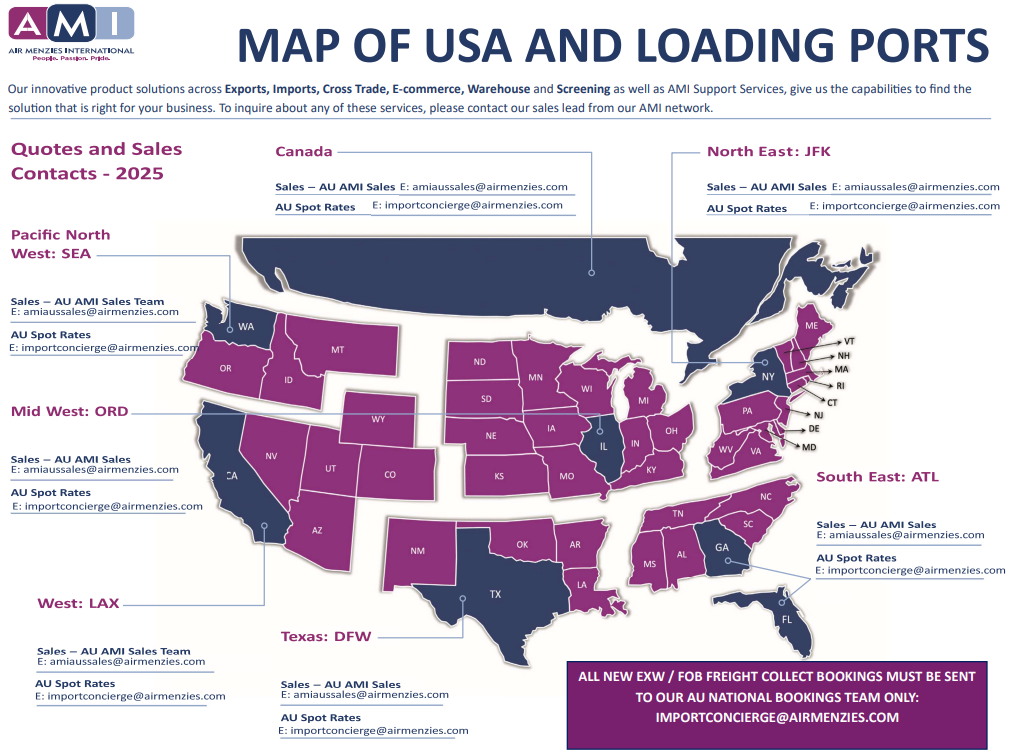 AMI
AIR MENZIES INTERNATIONAL
People. Passion. Pride.
MAP OF USA AND LOADING PORTS
Our innovative product solutions across Exports, Imports, Cross Trade, E-commerce, Warehouse and Screening as well as AMI Support Services, give us the capabilities to find the
solution that is right for your business. To inquire about any of these services, please contact our sales lead from our AMI network.
Quotes and Sales
Contacts - 2025
Canada
Sales – AU AMI Sales E: amiaussales@airmenzies.com
AU Spot Rates E: importconcierge@airmenzies.com
North East: JFK
Sales – AU AMI Sales E: amiaussales@airmenzies.com
AU Spot Rates E: importconcierge@airmenzies.com
Pacific North
West: SEA
Sales – AU AMI Sales Team
E: amiaussales@airmenzies.com
AU Spot Rates
E: importconcierge@airmenzies.com
Mid West: ORD
Sales – AU AMI Sales
E: amiaussales@airmenzies.com
AU Spot Rates
E: importconcierge@airmenzies.com
WA
OR
ID
MT
WY
CA
NV
UT
CO
AZ
ND
SD
NE
KS
MN
IA
MO
WI
IL
MI
IN
OH
KY
ME
VT
NH
MA
RI
CT
NJ
DE
MD
NY
PA
WV
VA
NM
TX
OK
AR
LA
TN
NC
SC
MS
AL
GA
FL
South East: ATL
Sales – AU AMI Sales
E: amiaussales@airmenzies.com
AU Spot Rates
E: importconcierge@airmenzies.com
West: LAX
Sales – AU AMI Sales Team
E: amiaussales@airmenzies.com
AU Spot Rates
E: importconcierge@airmenzies.com
Texas: DFW
Sales – AU AMI Sales
E: amiaussales@airmenzies.com
AU Spot Rates
E: importconcierge@airmenzies.com
ALL NEW EXW / FOB FREIGHT COLLECT BOOKINGS MUST BE SENT
TO OUR AU NATIONAL BOOKINGS TEAM ONLY:
IMPORTCONCIERGE@AIRMENZIES.COM